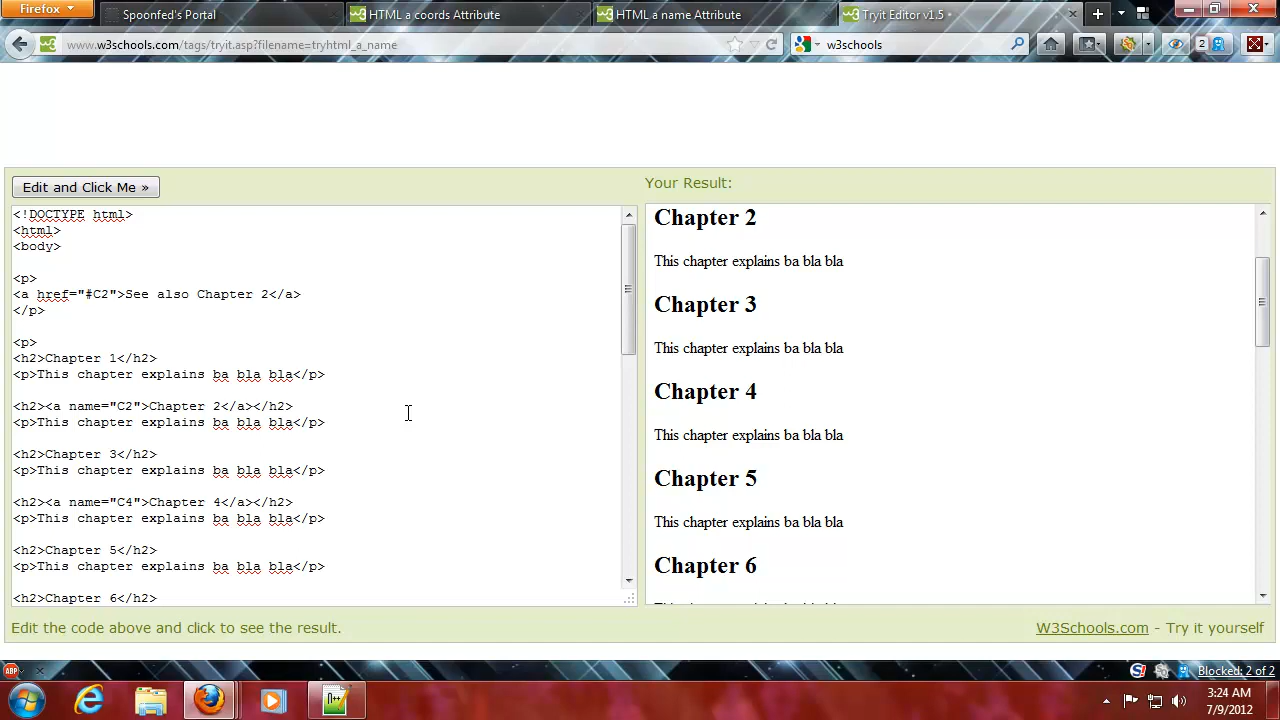 Firefox
Spoonfed's Portal
HTML a coords Attribute
HTML a name Attribute
Tryit Editor v1.5
www.w3schools.com/tags/tryit.asp?filename=tryhtml_a_name
w3schools
2
Edit and Click Me »
Your Result:
<!DOCTYPE html>
<html>
<body>
<p>
<a href="#C2">See also Chapter 2</a>
</p>
<p>
<h2>Chapter 1</h2>
<p>This chapter explains ba bla bla</p>
<h2><a name="C2">Chapter 2</a></h2>
<p>This chapter explains ba bla bla</p>
<h2>Chapter 3</h2>
<p>This chapter explains ba bla bla</p>
<h2><a name="C4">Chapter 4</a></h2>
<p>This chapter explains ba bla bla</p>
<h2>Chapter 5</h2>
<p>This chapter explains ba bla bla</p>
<h2>Chapter 6</h2>
Chapter 2
This chapter explains ba bla bla
Chapter 3
This chapter explains ba bla bla
Chapter 4
This chapter explains ba bla bla
Chapter 5
This chapter explains ba bla bla
Chapter 6
Edit the code above and click to see the result.
W3Schools.com - Try it yourself
ABP
Blocked: 2 of 2
3:24 AM
7/9/2012